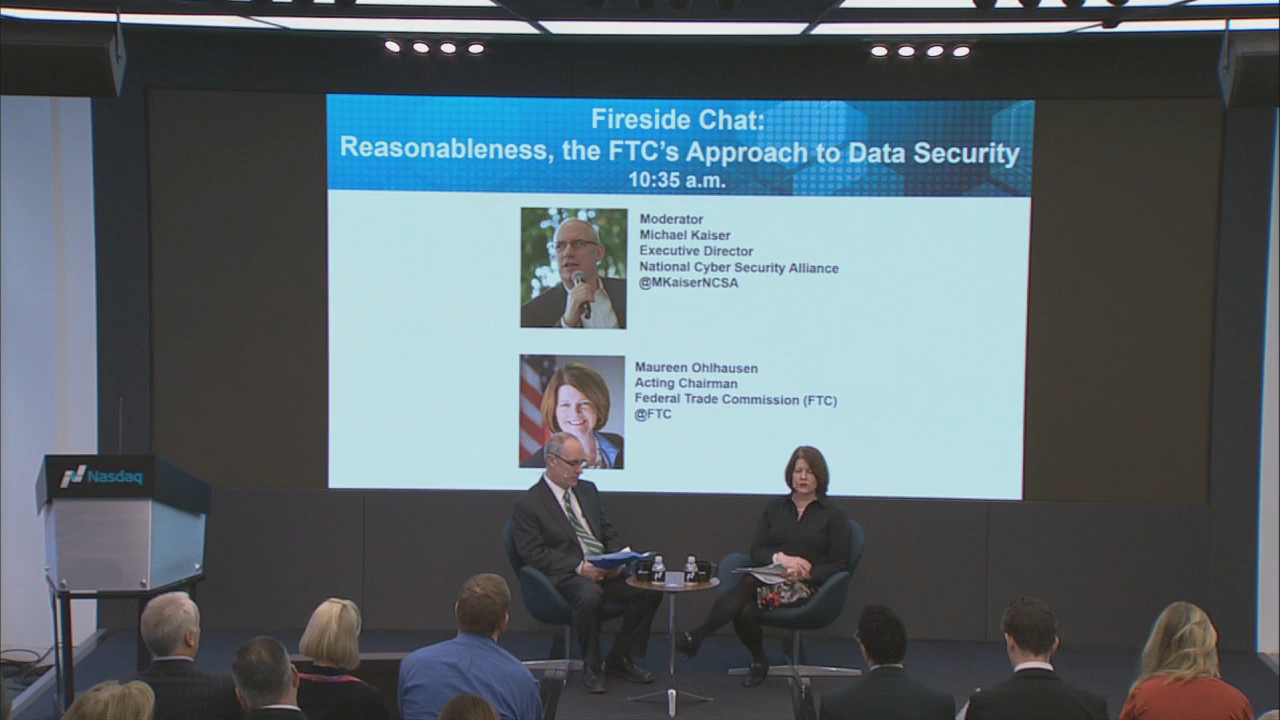 Fireside Chat:
Reasonableness, the FTC's Approach to Data Security
10:35 a.m.
Moderator
Michael Kaiser
Executive Director
National Cyber Security Alliance
@MKaiserNCSA
Maureen Ohlhausen
Acting Chairman
Federal Trade Commission (FTC)
@FTC
Nasdaq